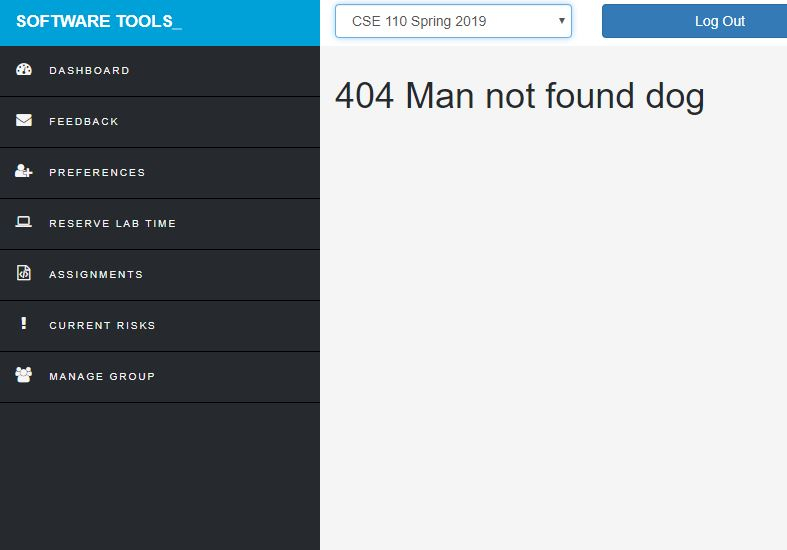 SOFTWARE TOOLS_
CSE 110 Spring 2019
Log Out
DASHBOARD
FEEDBACK
PREFERENCES
RESERVE LAB TIME
ASSIGNMENTS
CURRENT RISKS
MANAGE GROUP
404 Man not found dog